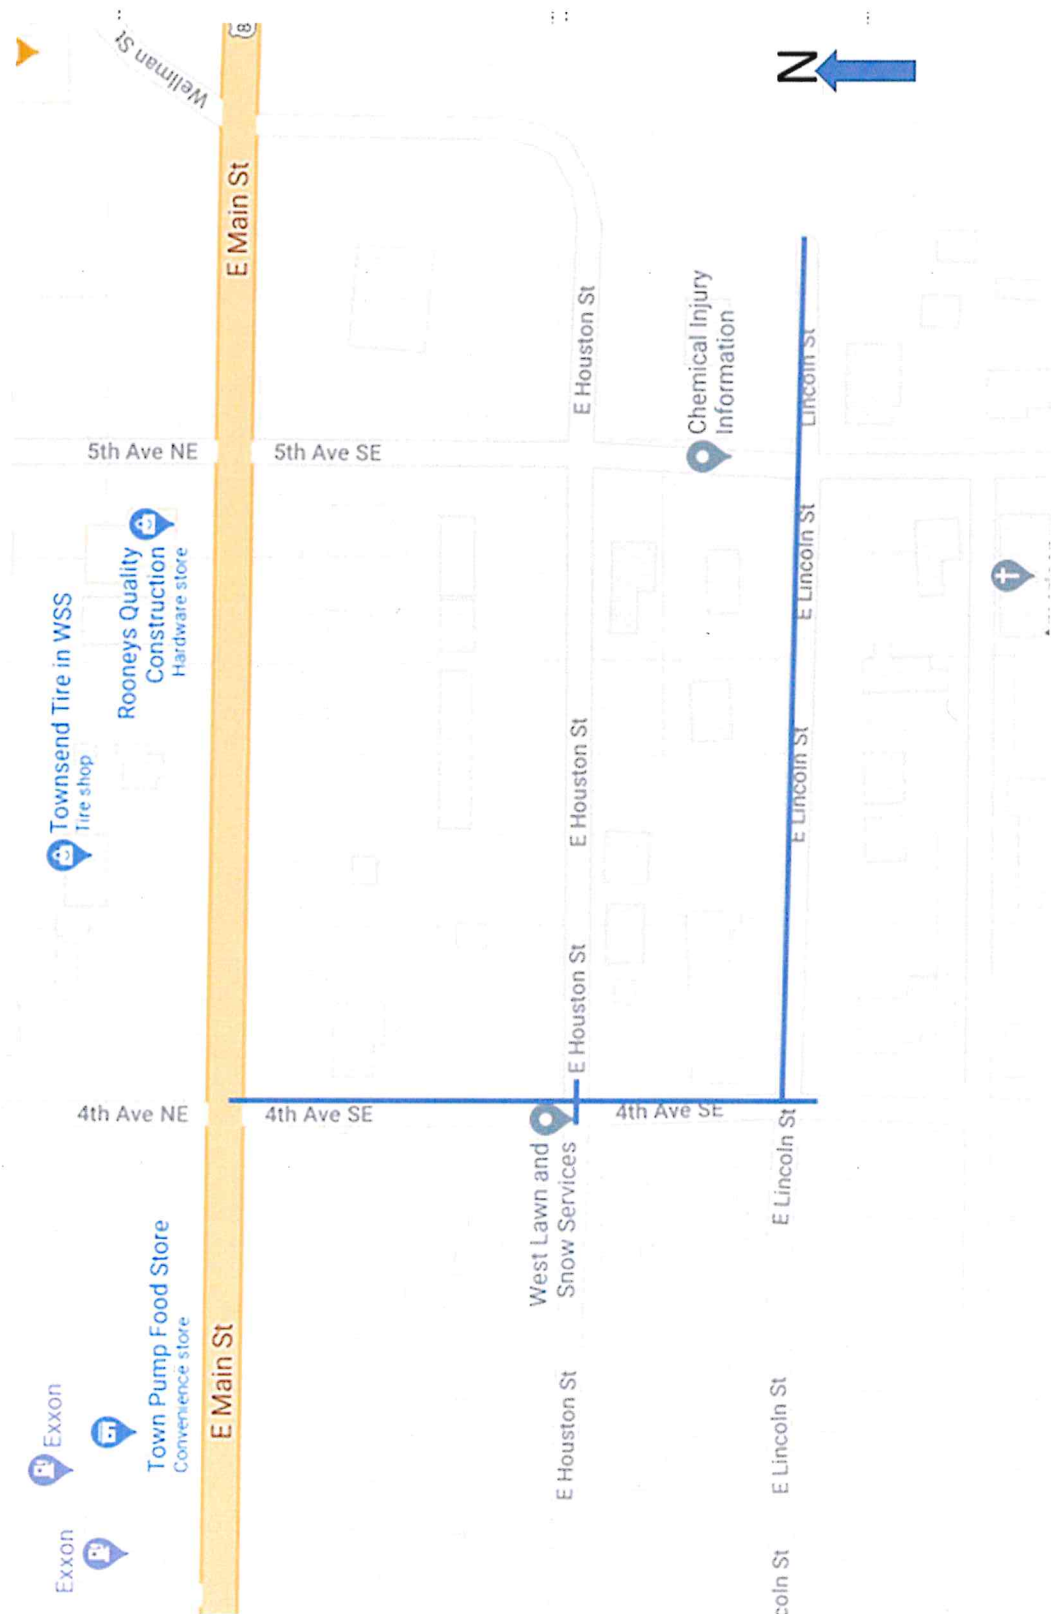 Wellman St
8
N
E Main St
E Houston St
Chemical Injury
Information
Lincoln St
5th Ave NE
5th Ave SE
Rooneys Quality
Construction
Hardware store
E Lincoln St
Townsend Tire in WSS
Tire shop
E Houston St
E Lincoln St
E Houston St
4th Ave NE
4th Ave SE
4th Ave SE
West Lawn and
Snow Services
E Lincoln St
Town Pump Food Store
Convenience store
E Main St
Exxon
E Houston St
E Lincoln St
Exxon
coln St